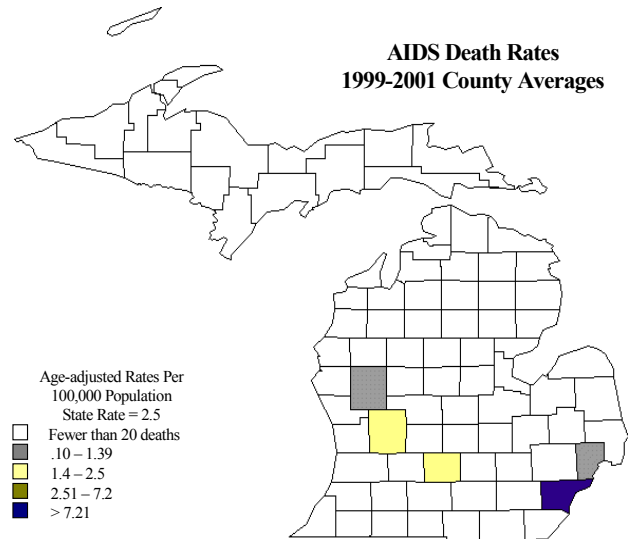 AIDS Death Rates
1999-2001 County Averages
Age-adjusted Rates Per
100,000 Population
State Rate = 2.5
Fewer than 20 deaths
.10 – 1.39
1.4 – 2.5
2.51 – 7.2
> 7.21